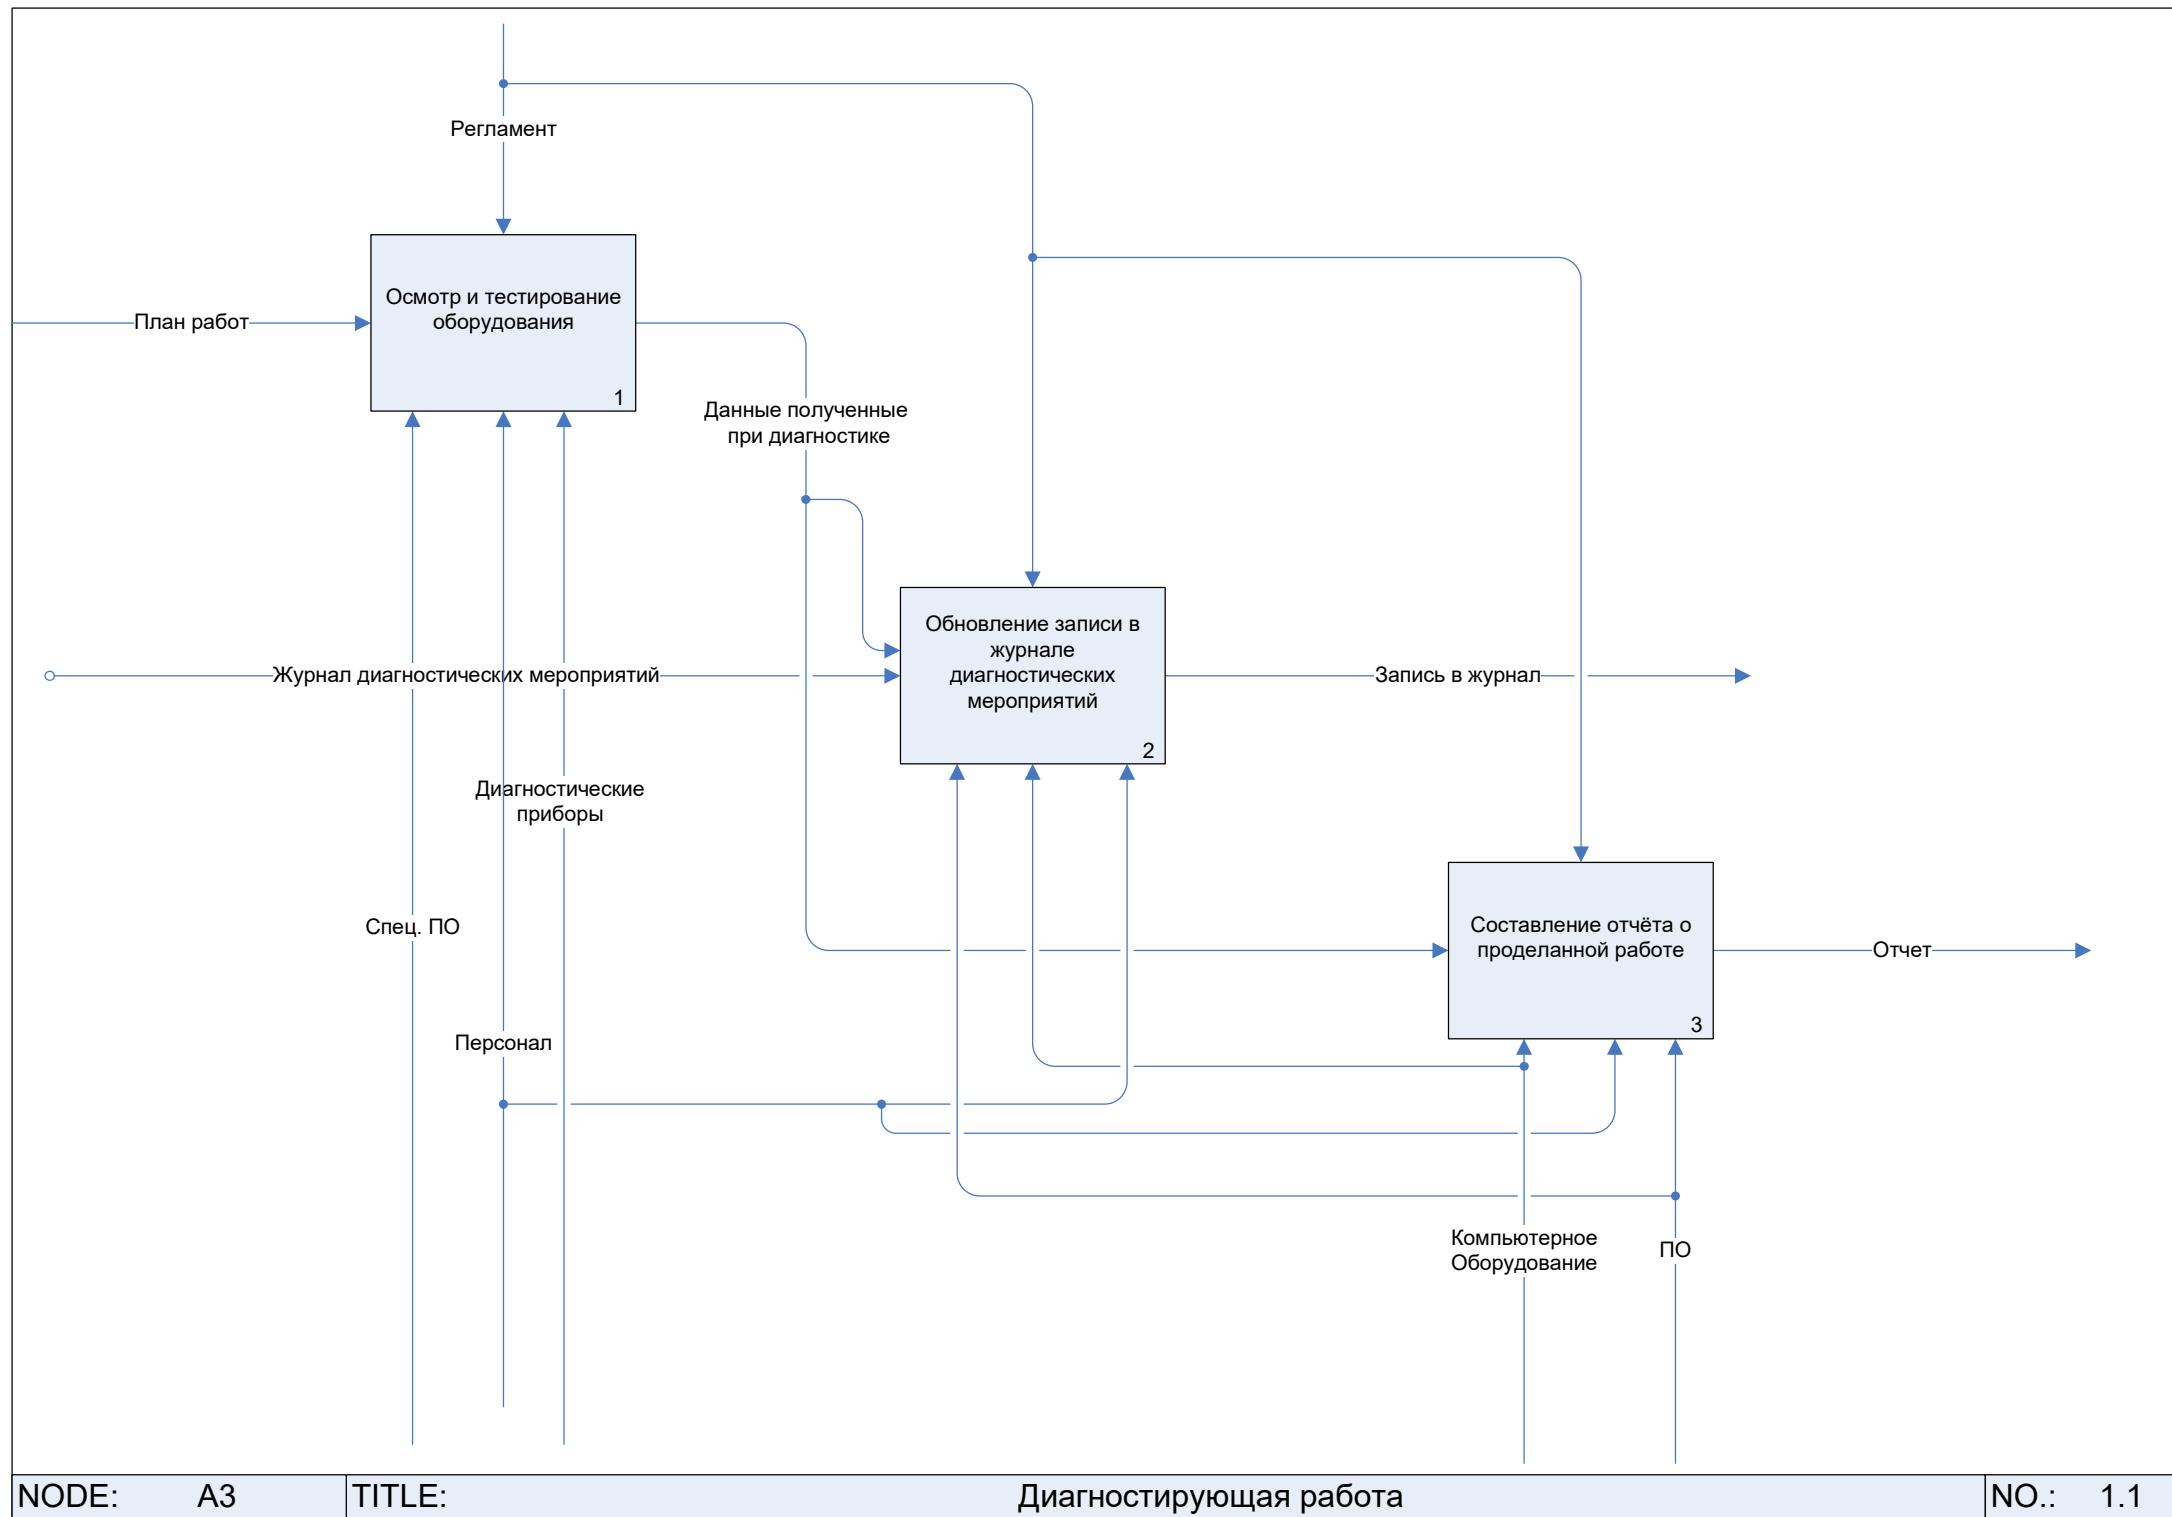 Регламент
Осмотр и тестирование
оборудования
1
План работ
Данные полученные
при диагностике
Обновление записи в
журнале
диагностических
мероприятий
2
Журнал диагностических мероприятий
Запись в журнал
Диагностические
приборы
Спец. ПО
Составление отчёта о
проделанной работе
3
Отчет
Персонал
Компьютерное
Оборудование
ПО
NODE: A3 TITLE: Диагностирующая работа NO.: 1.1